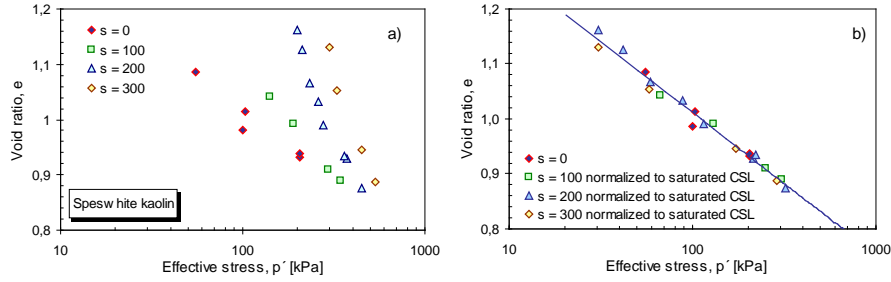 1,2
1,1
1,0
0,9
0,8
Void ratio, e
s = 0
s = 100
s = 200
s = 300
a)
Spesw hite kaolin
10
100
1000
Effective stress, p´ [kPa]
1,2
1,1
1,0
0,9
0,8
Void ratio, e
b)
s = 0
s = 100 normalized to saturated CSL
s = 200 normalized to saturated CSL
s = 300 normalized to saturated CSL
10
100
1000
Effective stress, p´ [kPa]